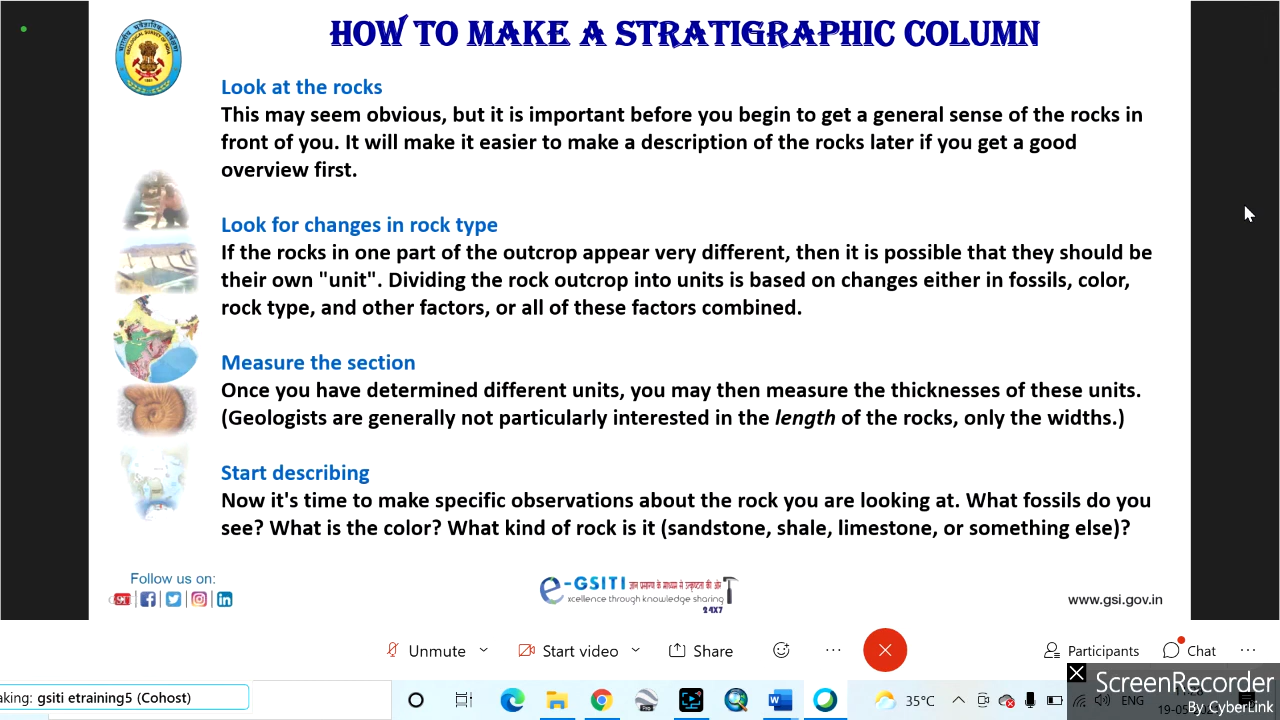 HOW TO MAKE A STRATIGRAPHIC COLUMN
Look at the rocks
This may seem obvious, but it is important before you begin to get a general sense of the rocks in
front of you. It will make it easier to make a description of the rocks later if you get a good
overview first.
Look for changes in rock type
If the rocks in one part of the outcrop appear very different, then it is possible that they should be
their own "unit". Dividing the rock outcrop into units is based on changes either in fossils, color,
rock type, and other factors, or all of these factors combined.
Measure the section
Once you have determined different units, you may then measure the thicknesses of these units.
(Geologists are generally not particularly interested in the length of the rocks, only the widths.)
Start describing
Now it's time to make specific observations about the rock you are looking at. What fossils do you
see? What is the color? What kind of rock is it (sandstone, shale, limestone, or something else)?
Follow us on:
e-GSITI
xcellence through knowledge sharing
24X7
www.gsi.gov.in
Unmute
Start video
Share
Participants
Chat
aking: gsiti etraining5 (Cohost)
Pro
35°C
ENG
19-05
ScreenRecorder
By CyberLink